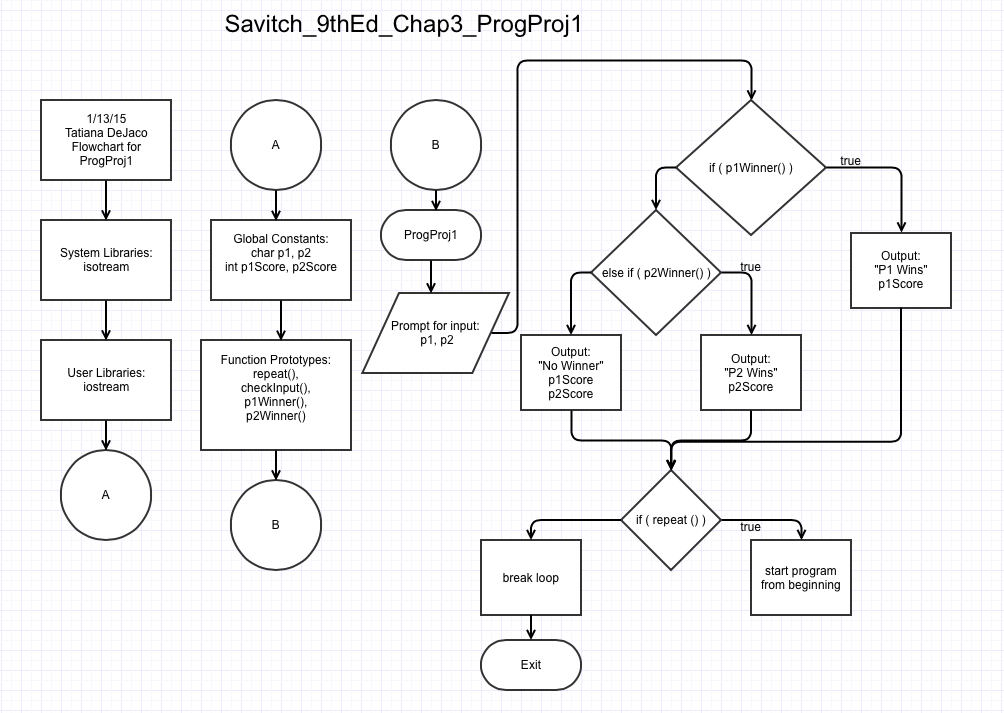 Savitch_9thEd_Chap3_ProgProj1
1/13/15
Tatiana DeJaco
Flowchart for
ProgProj1
System Libraries:
isotream
User Libraries:
iostream
A
A
Global Constants:
char p1, p2
int p1Score, p2Score
Function Prototypes:
repeat(),
checkInput(),
p1Winner(),
p2Winner()
B
B
ProgProj1
Prompt for input:
p1, p2
if ( p1Winner() )
true
Output:
"P1 Wins"
p1Score
else if ( p2Winner() )
true
Output:
"No Winner"
p1Score
p2Score
Output:
"P2 Wins"
p2Score
if ( repeat () )
true
break loop
start program
from beginning
Exit